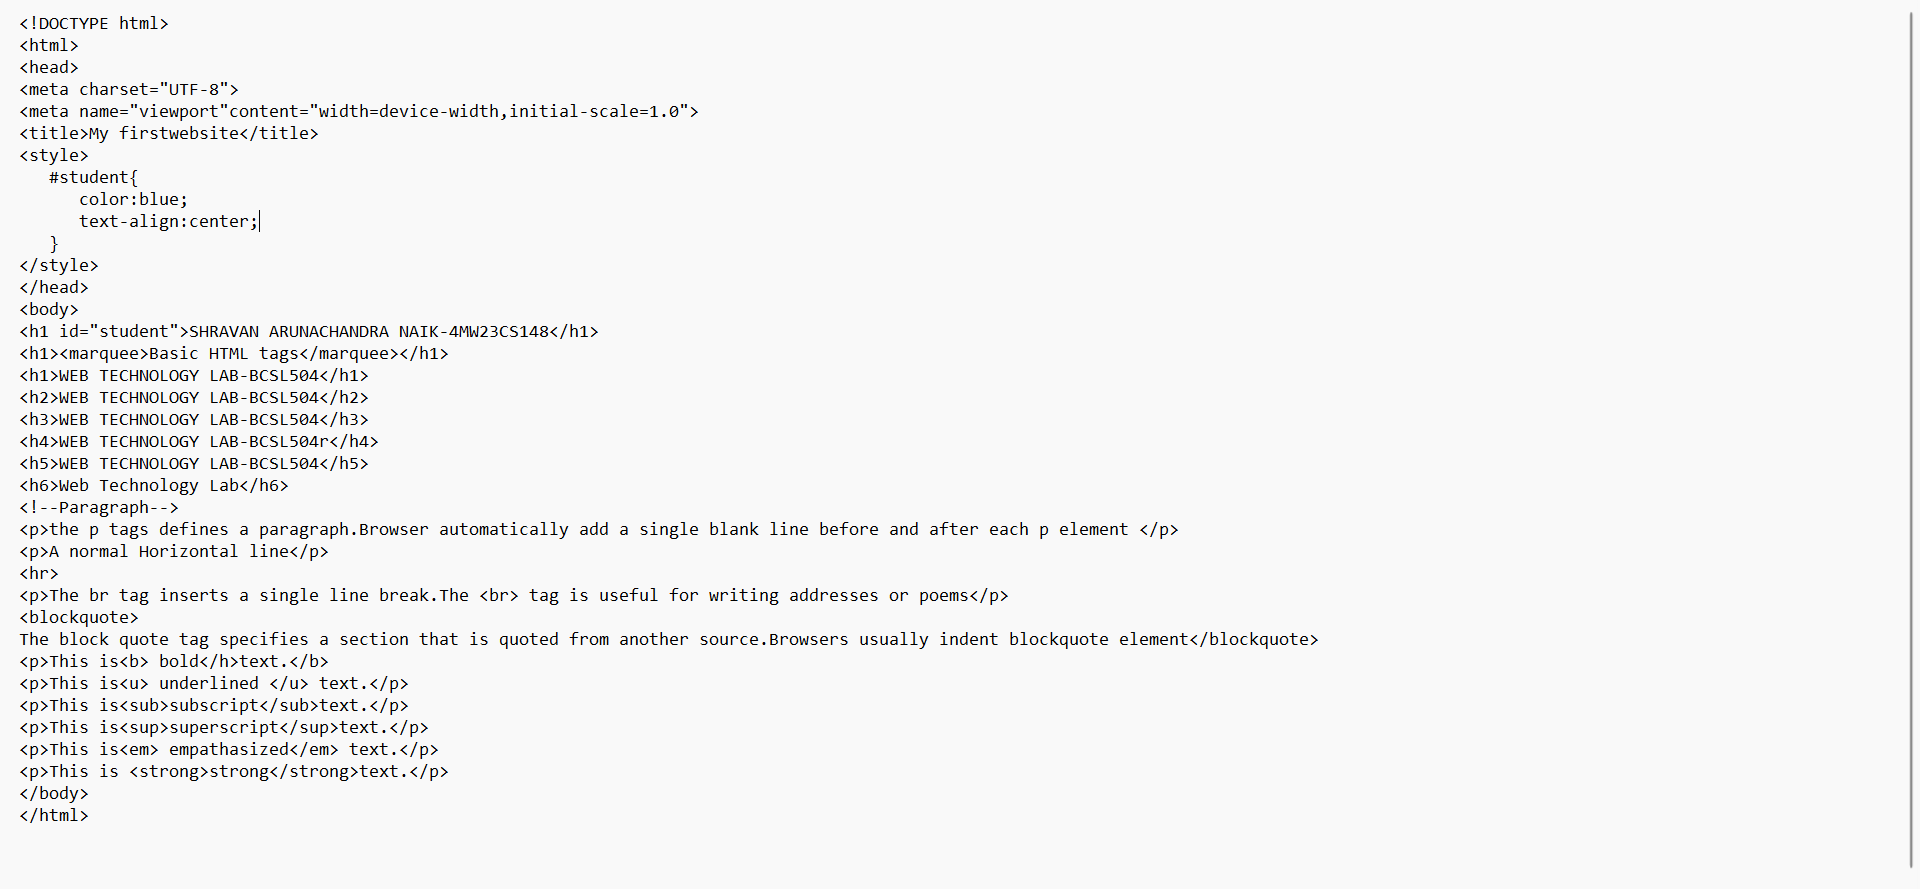 <!DOCTYPE html>
<html>
<head>
<meta charset="UTF-8">
<meta name="viewport"content="width=device-width,initial-scale=1.0">
<title>My firstwebsite</title>
<style>
   #student{
      color:blue;
      text-align:center;
   }
</style>
</head>
<body>
<h1 id="student">SHRAVAN ARUNACHANDRA NAIK-4MW23CS148</h1>
<h1><marquee>Basic HTML tags</marquee></h1>
<h1>WEB TECHNOLOGY LAB-BCSL504</h1>
<h2>WEB TECHNOLOGY LAB-BCSL504</h2>
<h3>WEB TECHNOLOGY LAB-BCSL504</h3>
<h4>WEB TECHNOLOGY LAB-BCSL504r</h4>
<h5>WEB TECHNOLOGY LAB-BCSL504</h5>
<h6>Web Technology Lab</h6>
<!--Paragraph-->
<p>the p tags defines a paragraph.Browser automatically add a single blank line before and after each p element </p>
<p>A normal Horizontal line</p>
<hr>
<p>The br tag inserts a single line break.The <br> tag is useful for writing addresses or poems</p>
<blockquote>
The block quote tag specifies a section that is quoted from another source.Browsers usually indent blockquote element</blockquote>
<p>This is<b> bold</h>text.</b>
<p>This is<u> underlined </u> text.</p>
<p>This is<sub>subscript</sub>text.</p>
<p>This is<sup>superscript</sup>text.</p>
<p>This is<em> empathasized</em> text.</p>
<p>This is <strong>strong</strong>text.</p>
</body>
</html>